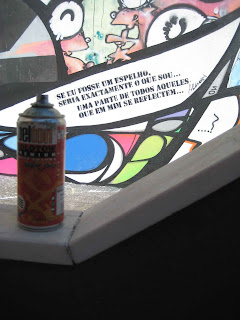 SE EU FOSSE UM ESPELHO,
SERIA EXACTAMENTE O QUE SOU...
UMA PARTE DE TODOS AQUELES
QUE EM MIM SE REFLECTEM...